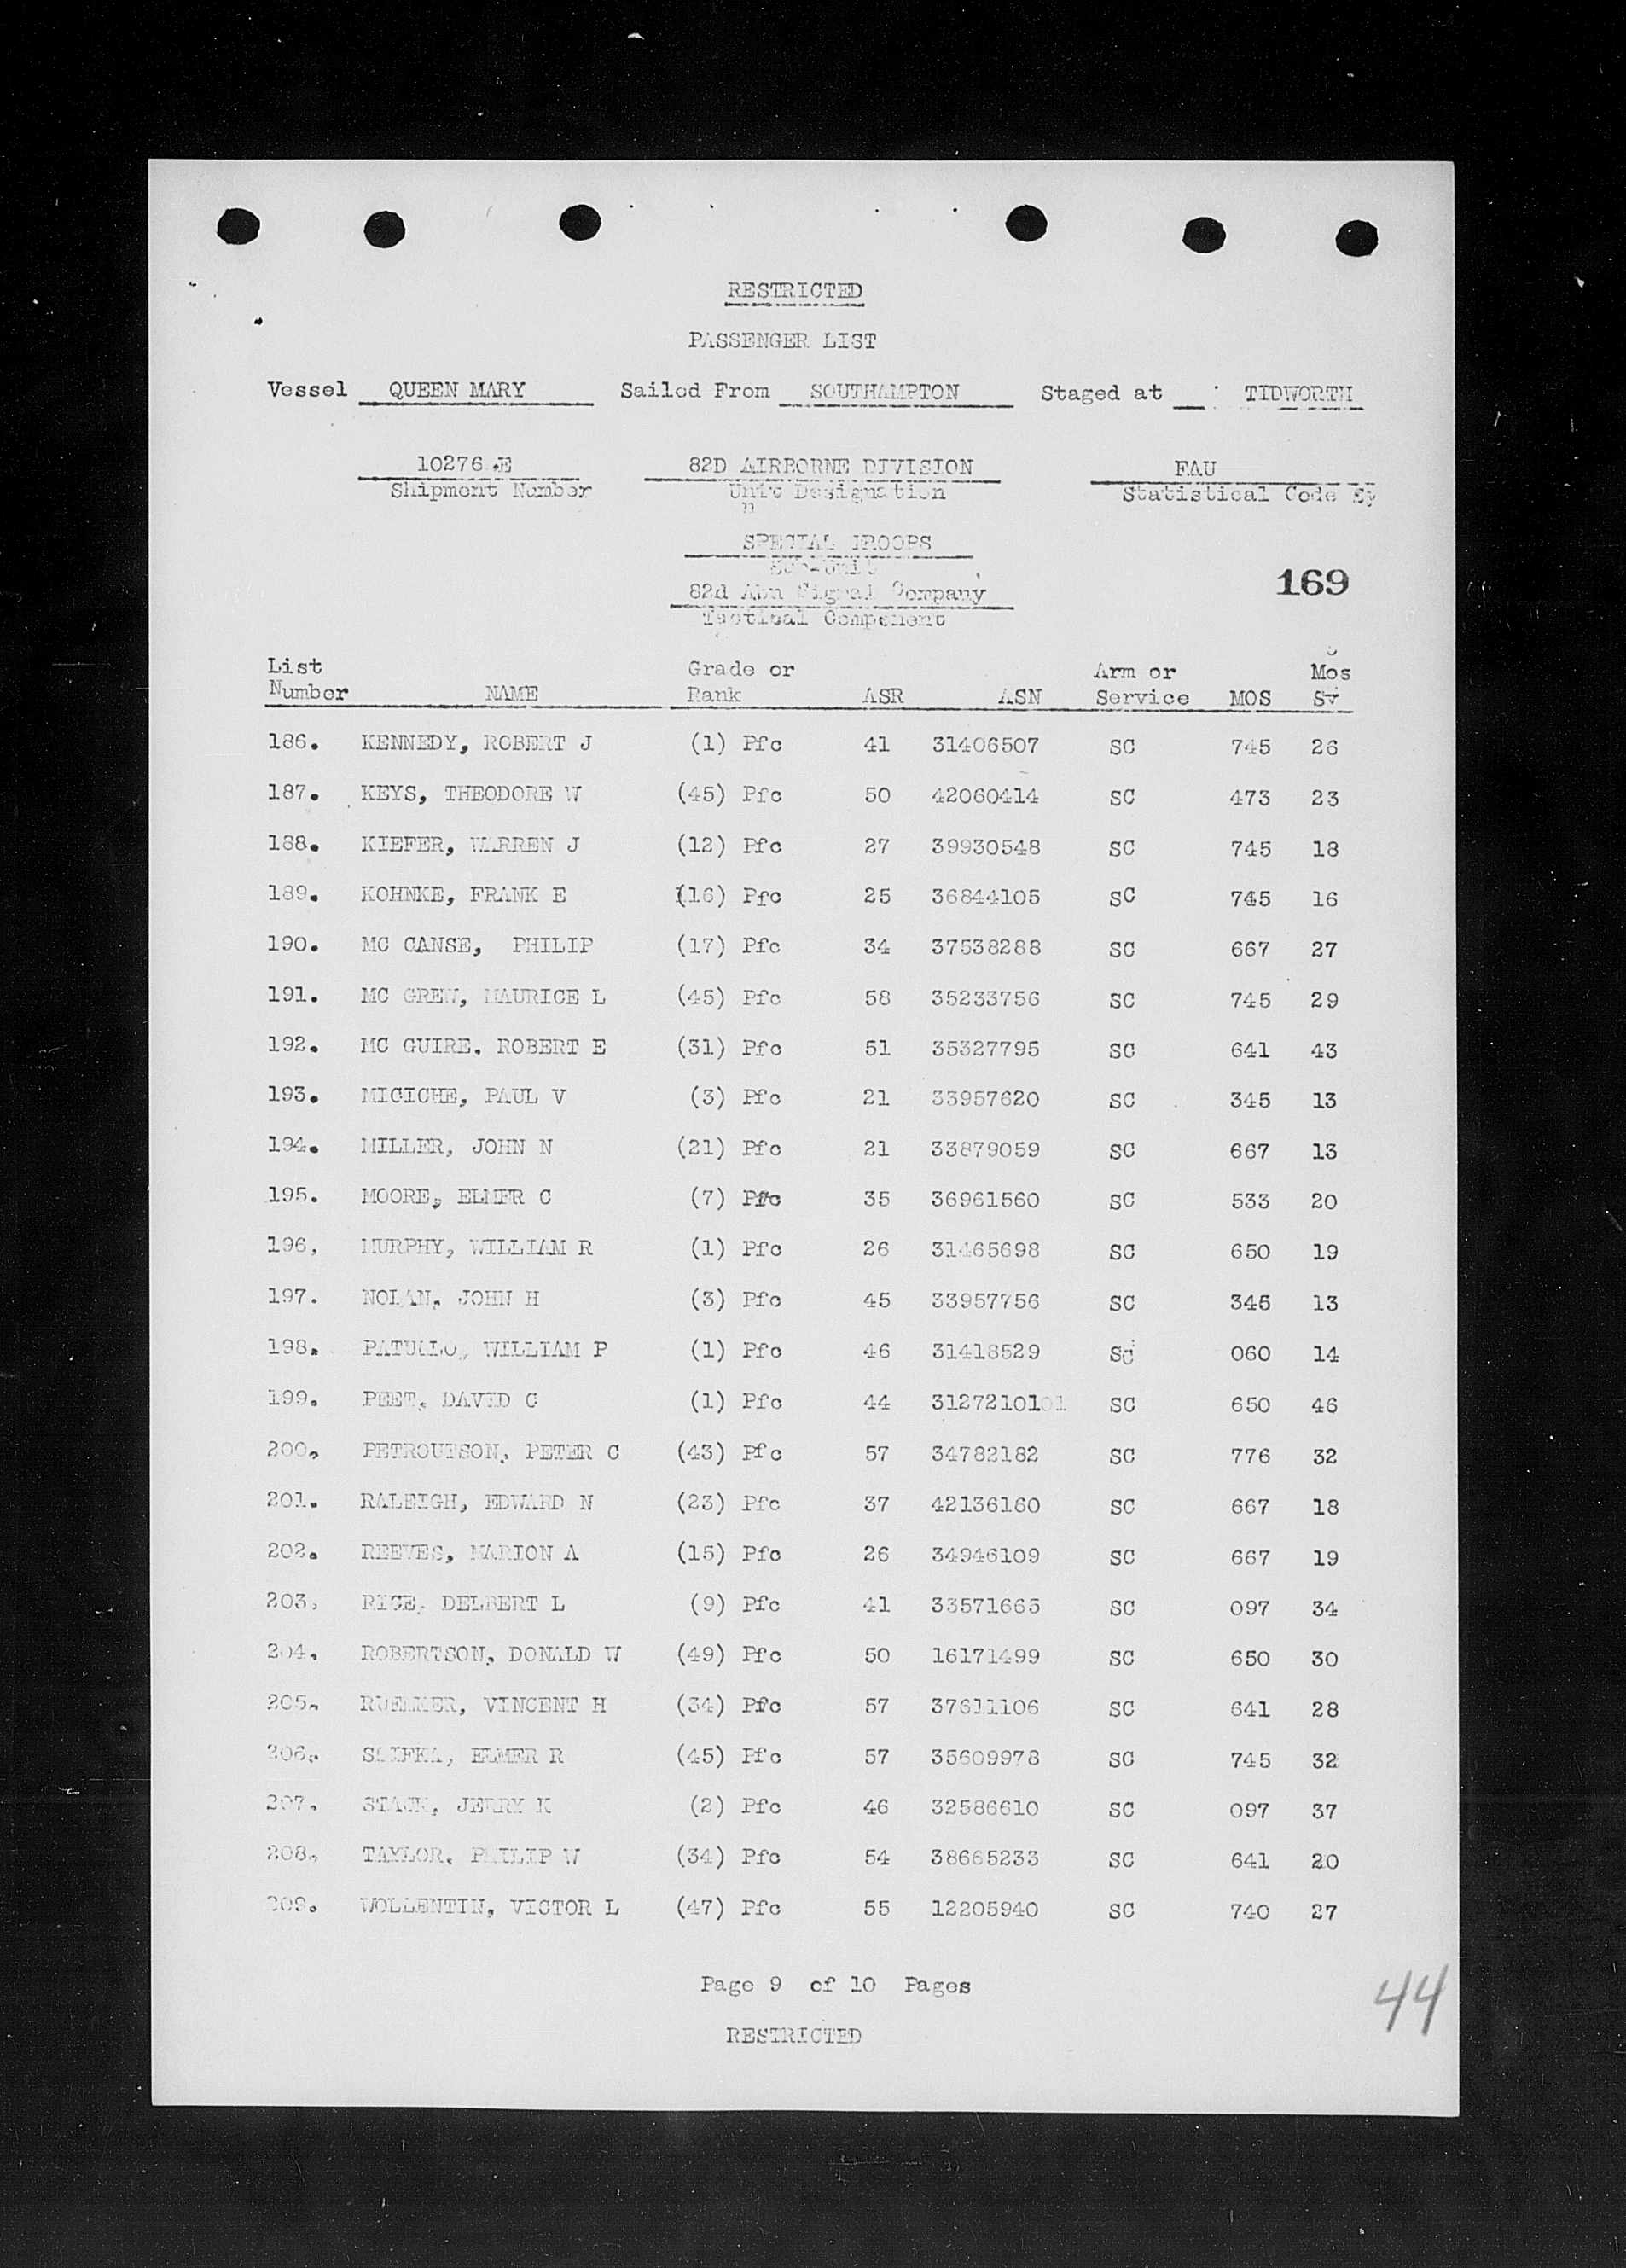 RESTRICTED
PASSENGER LIST
Vessel QUEEN MARY Sailed From SOUTHAMPTON Staged at TIDWORTH
10276 E 82D AIRBORNE DIVISION FAU
Shipment Number Unit Designation Statistical Code
SPECIAL TROOPS
Sub-Unit
169
82d Abn Signal Company
Tactical Component
List Grade or Arm or Mos
Number NAME Rank ASR ASN Service MOS Sv
186. KENNEDY, ROBERT J (1) Pfc 41 31406507 SC 745 26
187. KEYS, THEODORE W (45) Pfc 50 42060414 SC 473 23
188. KIEFER, WARREN J (12) Pfc 27 39930548 SC 745 18
189. KOHNKE, FRANK E (16) Pfc 25 36844105 SC 745 16
190. MC CANSE, PHILIP (17) Pfc 34 37538288 SC 667 27
191. MC GREW, MAURICE L (45) Pfc 58 35233756 SC 745 29
192. MC GUIRE. ROBERT E (31) Pfc 51 35327795 SC 641 43
193. MICICHE, PAUL V (3) Pfc 21 33957620 SC 345 13
194. MILLER, JOHN N (21) Pfc 21 33879059 SC 667 13
195. MOORE, ELMER C (7) Pfc 35 36961560 SC 533 20
196, MURPHY, WILLIAM R (1) Pfc 26 31465698 SC 650 19
197. NOLAN, JOHN H (3) Pfc 45 33957756 SC 345 13
198. WILLIAM P (1) Pfc 46 31418529 SC 060 14
199. PEET, DAVID C (1) Pfc 44 3127210101 SC 650 46
200. PETROUTSON, PETER C (43) Pfc 57 34782182 SC 776 32
201. RALEIGH, EDWARD N (23) Pfc 37 42136160 SC 667 18
202. REEVES, MARION A (15) Pfc 26 34946109 SC 667 19
203. RICE, DELBERT L (9) Pfc 41 33571665 SC 097 34
204. ROBERTSON, DONALD W (49) Pfc 50 16171499 SC 650 30
205. VINCENT H (34) Pfc 57 37611106 SC 641 28
206. ELMER R (45) Pfc 57 35609978 SC 745 32
207. STACK, JERRY K (2) Pfc 46 32586610 SC 097 37
208. TAYLOR, PHILIP W (34) Pfc 54 38665233 SC 641 20
209. WOLLENTIN, VICTOR L (47) Pfc 55 12205940 SC 740 27
Page 9 of 10 Pages
44
RESTRICTED